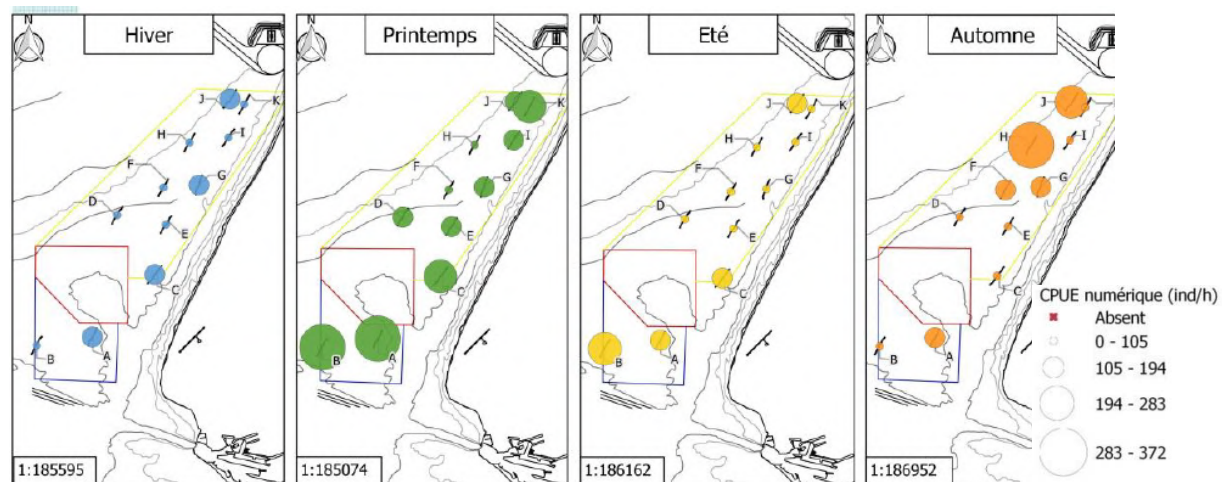 N
Hiver
J
K
H
I
F
G
D
E
C
B
A
1:185595
N
Printemps
J
K
H
I
F
G
D
E
C
B
A
1:185074
N
Eté
J
K
H
I
F
G
D
E
C
B
A
1:186162
N
Automne
J
H
I
F
G
D
E
C
B
A
1:186952
CPUE numérique (ind/h)
Absent
0 - 105
105 - 194
194 - 283
283 - 372